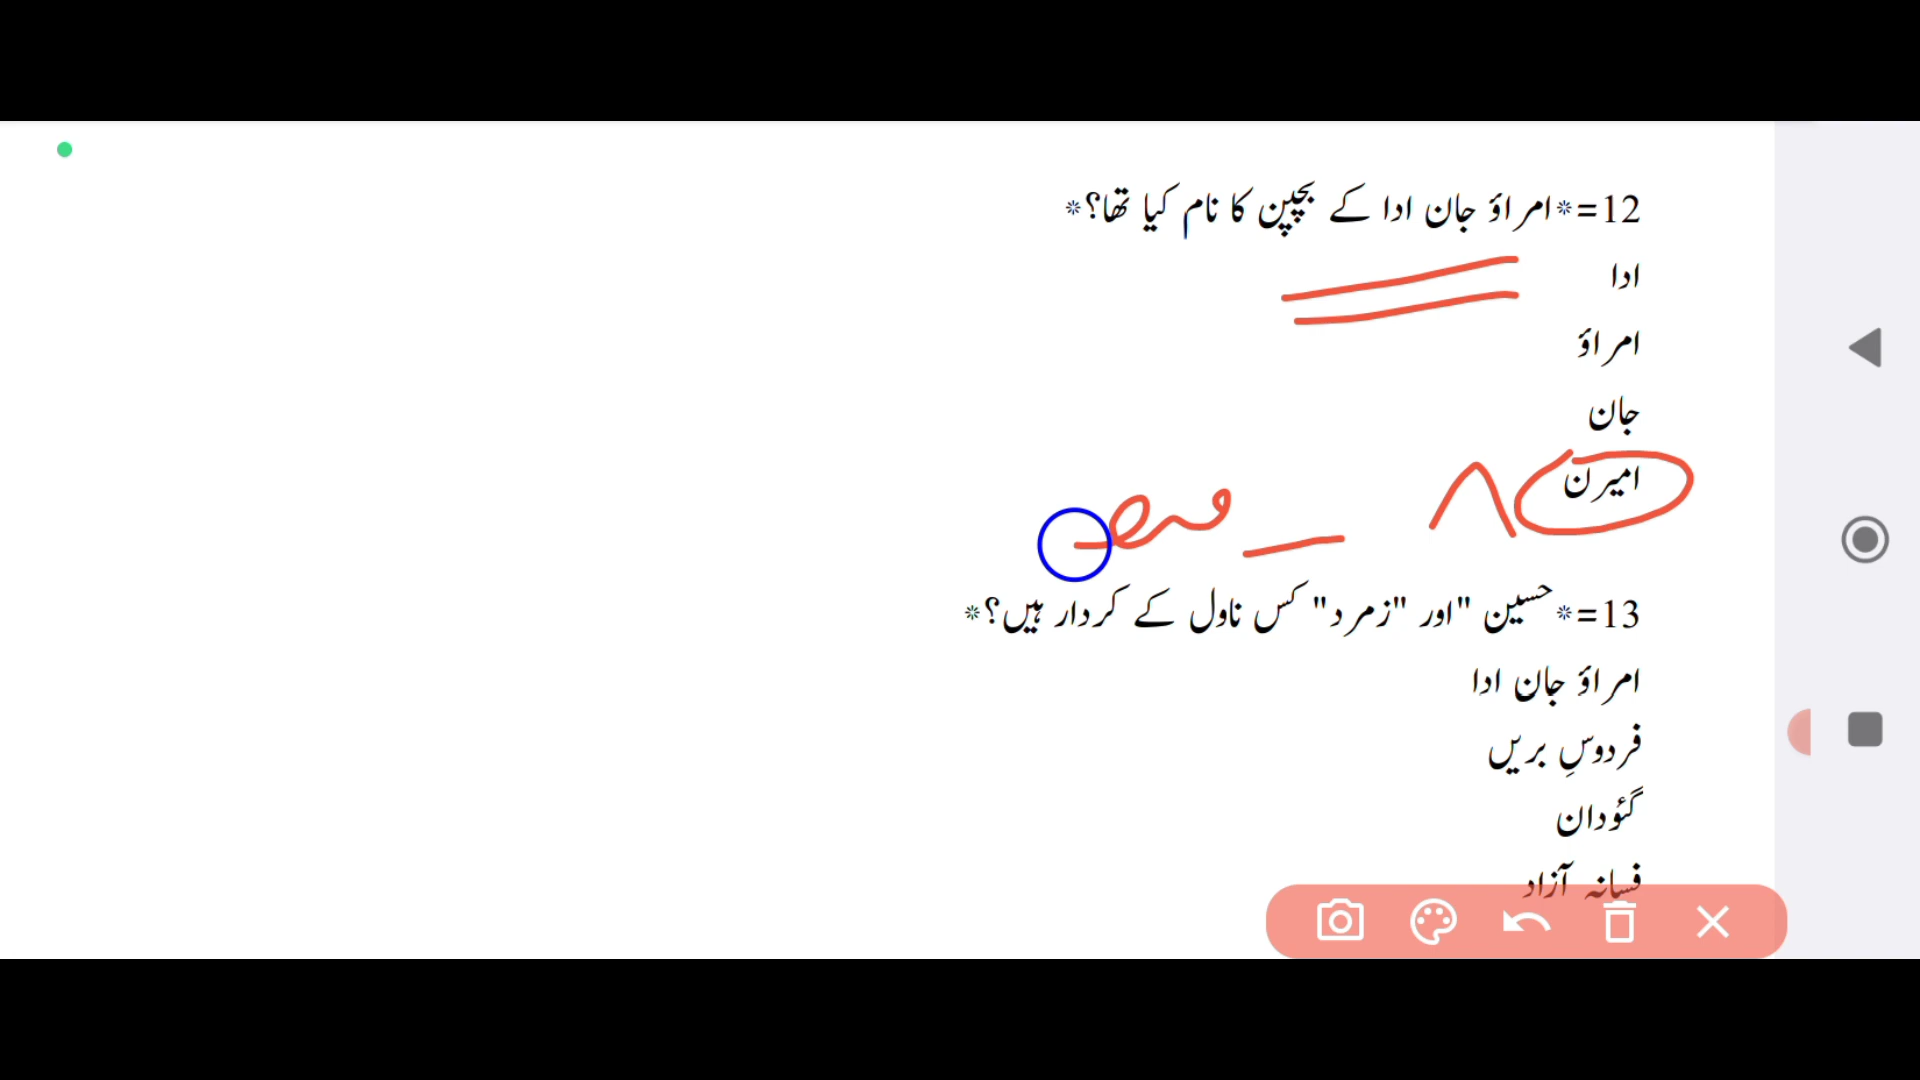 12=*امراؤ جان ادا کے بچپن کا نام کیا تھا؟*
ادا
امراؤ
جان
امیرن
13=*حسین "اور "زمرد" کس ناول کے کردار ہیں؟*
امراؤ جان ادا
فردوسِ بریں
گئودان
فسانہ آزاد